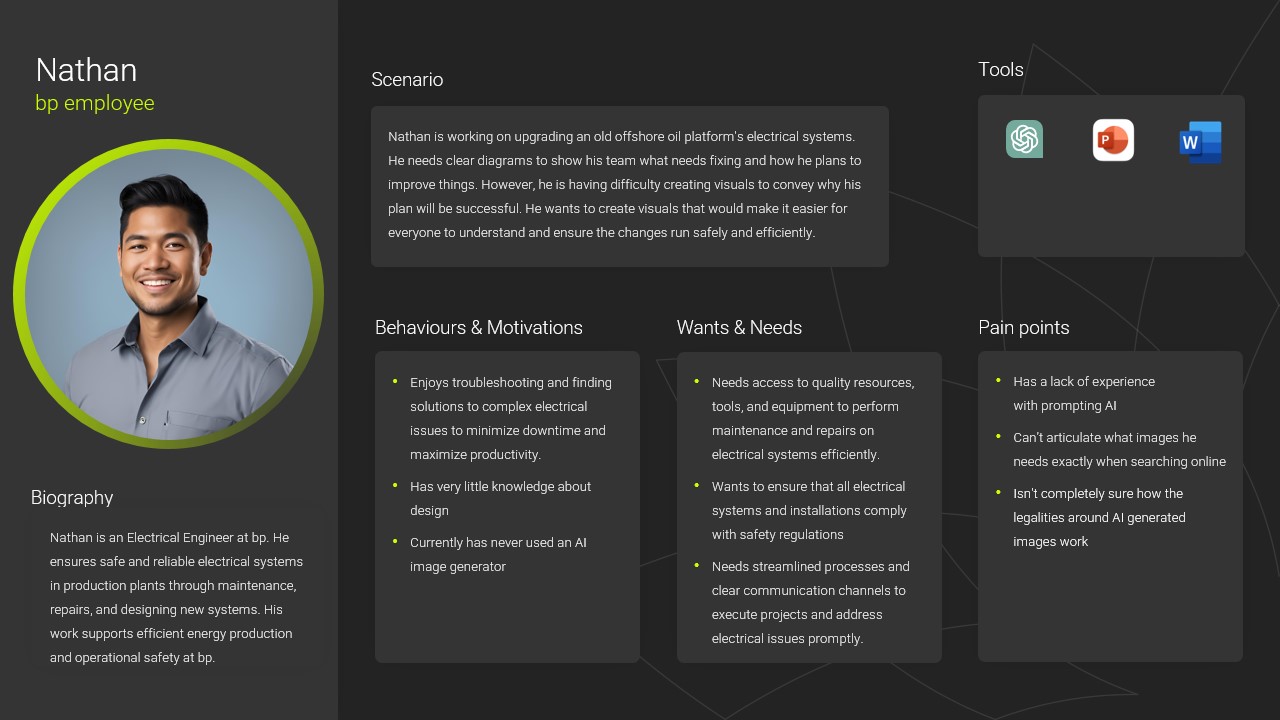 Nathan
bp employee
Biography
Nathan is an Electrical Engineer at bp. He
ensures safe and reliable electrical systems
in production plants through maintenance,
repairs, and designing new systems. His
work supports efficient energy production
and operational safety at bp.
Scenario
Nathan is working on upgrading an old offshore oil platform's electrical systems.
He needs clear diagrams to show his team what needs fixing and how he plans to
improve things. However, he is having difficulty creating visuals to convey why his
plan will be successful. He wants to create visuals that would make it easier for
everyone to understand and ensure the changes run safely and efficiently.
Tools
P
W
Behaviours & Motivations
• Enjoys troubleshooting and finding
solutions to complex electrical
issues to minimize downtime and
maximize productivity.
• Has very little knowledge about
design
• Currently has never used an AI
image generator
Wants & Needs
• Needs access to quality resources,
tools, and equipment to perform
maintenance and repairs on
electrical systems efficiently.
• Wants to ensure that all electrical
systems and installations comply
with safety regulations
• Needs streamlined processes and
clear communication channels to
execute projects and address
electrical issues promptly.
Pain points
• Has a lack of experience
with prompting AI
• Can't articulate what images he
needs exactly when searching online
• Isn't completely sure how the
legalities around AI generated
images work